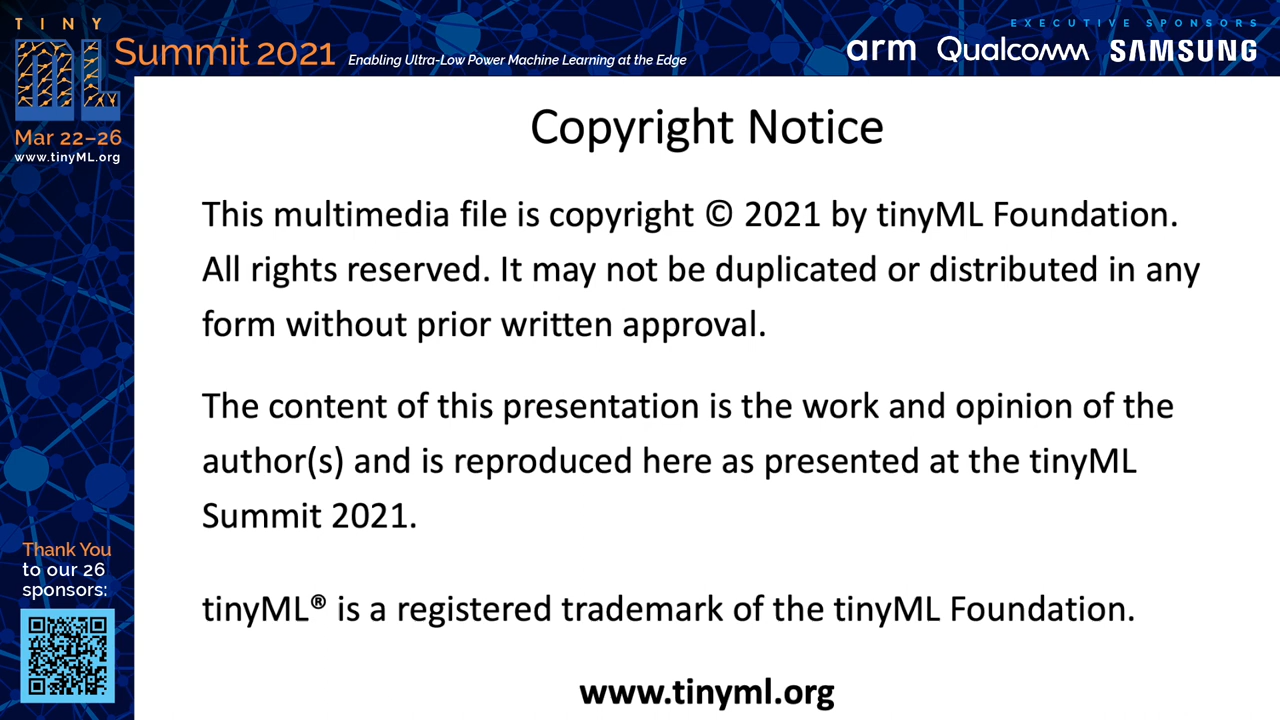 TINY
ML Summit 2021 Enabling Ultra-Low Power Machine Learning at the Edge
Mar 22–26
www.tinyML.org
EXECUTIVE SPONSORS
arm Qualcomm SAMSUNG
Copyright Notice
This multimedia file is copyright © 2021 by tinyML Foundation.
All rights reserved. It may not be duplicated or distributed in any
form without prior written approval.
The content of this presentation is the work and opinion of the
author(s) and is reproduced here as presented at the tinyML
Summit 2021.
tinyML® is a registered trademark of the tinyML Foundation.
www.tinyml.org
Thank You
to our 26
sponsors: